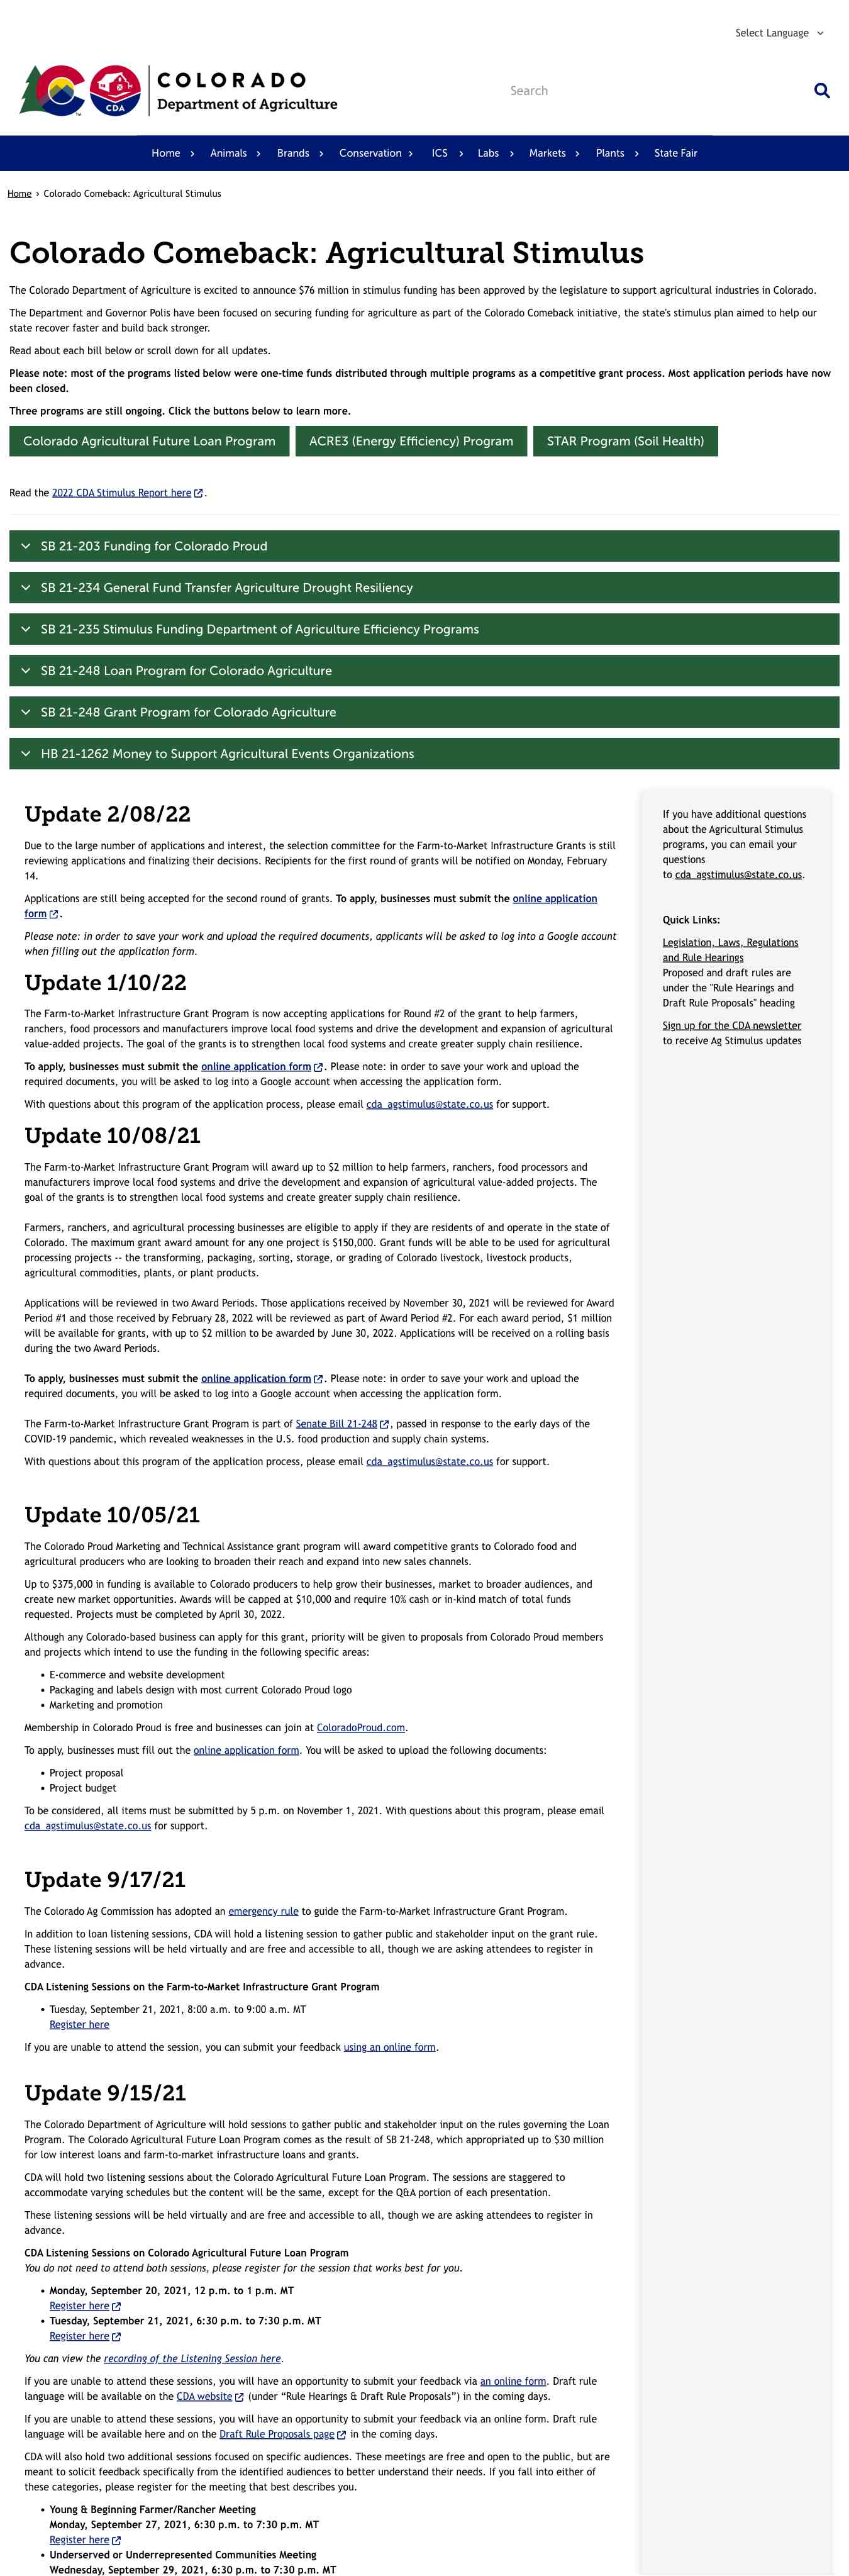 Select Language
COLORADO
Department of Agriculture
CDA
TM
Search
Home
Animals
Brands
Conservation
ICS
Labs
Markets
Plants
State Fair
Home › Colorado Comeback: Agricultural Stimulus
Colorado Comeback: Agricultural Stimulus
The Colorado Department of Agriculture is excited to announce $76 million in stimulus funding has been approved by the legislature to support agricultural industries in Colorado.
The Department and Governor Polis have been focused on securing funding for agriculture as part of the Colorado Comeback initiative, the state's stimulus plan aimed to help our
state recover faster and build back stronger.
Read about each bill below or scroll down for all updates.
Please note: most of the programs listed below were one-time funds distributed through multiple programs as a competitive grant process. Most application periods have now
been closed.
Three programs are still ongoing. Click the buttons below to learn more.
Colorado Agricultural Future Loan Program
ACRE3 (Energy Efficiency) Program
STAR Program (Soil Health)
Read the 2022 CDA Stimulus Report here.
SB 21-203 Funding for Colorado Proud
SB 21-234 General Fund Transfer Agriculture Drought Resiliency
SB 21-235 Stimulus Funding Department of Agriculture Efficiency Programs
SB 21-248 Loan Program for Colorado Agriculture
SB 21-248 Grant Program for Colorado Agriculture
HB 21-1262 Money to Support Agricultural Events Organizations
Update 2/08/22
Due to the large number of applications and interest, the selection committee for the Farm-to-Market Infrastructure Grants is still
reviewing applications and finalizing their decisions. Recipients for the first round of grants will be notified on Monday, February
14.
Applications are still being accepted for the second round of grants. To apply, businesses must submit the online application
form.
Please note: in order to save your work and upload the required documents, applicants will be asked to log into a Google account
when filling out the application form.
Update 1/10/22
The Farm-to-Market Infrastructure Grant Program is now accepting applications for Round #2 of the grant to help farmers,
ranchers, food processors and manufacturers improve local food systems and drive the development and expansion of agricultural
value-added projects. The goal of the grants is to strengthen local food systems and create greater supply chain resilience.
To apply, businesses must submit the online application form. Please note: in order to save your work and upload the
required documents, you will be asked to log into a Google account when accessing the application form.
With questions about this program of the application process, please email cda_agstimulus@state.co.us for support.
Update 10/08/21
The Farm-to-Market Infrastructure Grant Program will award up to $2 million to help farmers, ranchers, food processors and
manufacturers improve local food systems and drive the development and expansion of agricultural value-added projects. The
goal of the grants is to strengthen local food systems and create greater supply chain resilience.
Farmers, ranchers, and agricultural processing businesses are eligible to apply if they are residents of and operate in the state of
Colorado. The maximum grant award amount for any one project is $150,000. Grant funds will be able to be used for agricultural
processing projects -- the transforming, packaging, sorting, storage, or grading of Colorado livestock, livestock products,
agricultural commodities, plants, or plant products.
Applications will be reviewed in two Award Periods. Those applications received by November 30, 2021 will be reviewed for Award
Period #1 and those received by February 28, 2022 will be reviewed as part of Award Period #2. For each award period, $1 million
will be available for grants, with up to $2 million to be awarded by June 30, 2022. Applications will be received on a rolling basis
during the two Award Periods.
To apply, businesses must submit the online application form. Please note: in order to save your work and upload the
required documents, you will be asked to log into a Google account when accessing the application form.
The Farm-to-Market Infrastructure Grant Program is part of Senate Bill 21-248, passed in response to the early days of the
COVID-19 pandemic, which revealed weaknesses in the U.S. food production and supply chain systems.
With questions about this program of the application process, please email cda_agstimulus@state.co.us for support.
Update 10/05/21
The Colorado Proud Marketing and Technical Assistance grant program will award competitive grants to Colorado food and
agricultural producers who are looking to broaden their reach and expand into new sales channels.
Up to $375,000 in funding is available to Colorado producers to help grow their businesses, market to broader audiences, and
create new market opportunities. Awards will be capped at $10,000 and require 10% cash or in-kind match of total funds
requested. Projects must be completed by April 30, 2022.
Although any Colorado-based business can apply for this grant, priority will be given to proposals from Colorado Proud members
and projects which intend to use the funding in the following specific areas:
• E-commerce and website development
• Packaging and labels design with most current Colorado Proud logo
• Marketing and promotion
Membership in Colorado Proud is free and businesses can join at ColoradoProud.com.
To apply, businesses must fill out the online application form. You will be asked to upload the following documents:
• Project proposal
• Project budget
To be considered, all items must be submitted by 5 p.m. on November 1, 2021. With questions about this program, please email
cda_agstimulus@state.co.us for support.
Update 9/17/21
The Colorado Ag Commission has adopted an emergency rule to guide the Farm-to-Market Infrastructure Grant Program.
In addition to loan listening sessions, CDA will hold a listening session to gather public and stakeholder input on the grant rule.
These listening sessions will be held virtually and are free and accessible to all, though we are asking attendees to register in
advance.
CDA Listening Sessions on the Farm-to-Market Infrastructure Grant Program
• Tuesday, September 21, 2021, 8:00 a.m. to 9:00 a.m. MT
Register here
If you are unable to attend the session, you can submit your feedback using an online form.
Update 9/15/21
The Colorado Department of Agriculture will hold sessions to gather public and stakeholder input on the rules governing the Loan
Program. The Colorado Agricultural Future Loan Program comes as the result of SB 21-248, which appropriated up to $30 million
for low interest loans and farm-to-market infrastructure loans and grants.
CDA will hold two listening sessions about the Colorado Agricultural Future Loan Program. The sessions are staggered to
accommodate varying schedules but the content will be the same, except for the Q&A portion of each presentation.
These listening sessions will be held virtually and are free and accessible to all, though we are asking attendees to register in
advance.
CDA Listening Sessions on Colorado Agricultural Future Loan Program
You do not need to attend both sessions, please register for the session that works best for you.
• Monday, September 20, 2021, 12 p.m. to 1 p.m. MT
Register here
• Tuesday, September 21, 2021, 6:30 p.m. to 7:30 p.m. MT
Register here
You can view the recording of the Listening Session here.
If you are unable to attend these sessions, you will have an opportunity to submit your feedback via an online form. Draft rule
language will be available on the CDA website (under “Rule Hearings & Draft Rule Proposals”) in the coming days.
If you are unable to attend these sessions, you will have an opportunity to submit your feedback via an online form. Draft rule
language will be available here and on the Draft Rule Proposals page in the coming days.
CDA will also hold two additional sessions focused on specific audiences. These meetings are free and open to the public, but are
meant to solicit feedback specifically from the identified audiences to better understand their needs. If you fall into either of
these categories, please register for the meeting that best describes you.
• Young & Beginning Farmer/Rancher Meeting
Monday, September 27, 2021, 6:30 p.m. to 7:30 p.m. MT
Register here
• Underserved or Underrepresented Communities Meeting
Wednesday, September 29, 2021, 6:30 p.m. to 7:30 p.m. MT
If you have additional questions
about the Agricultural Stimulus
programs, you can email your
questions
to cda_agstimulus@state.co.us.
Quick Links:
Legislation, Laws, Regulations
and Rule Hearings
Proposed and draft rules are
under the "Rule Hearings and
Draft Rule Proposals" heading
Sign up for the CDA newsletter
to receive Ag Stimulus updates